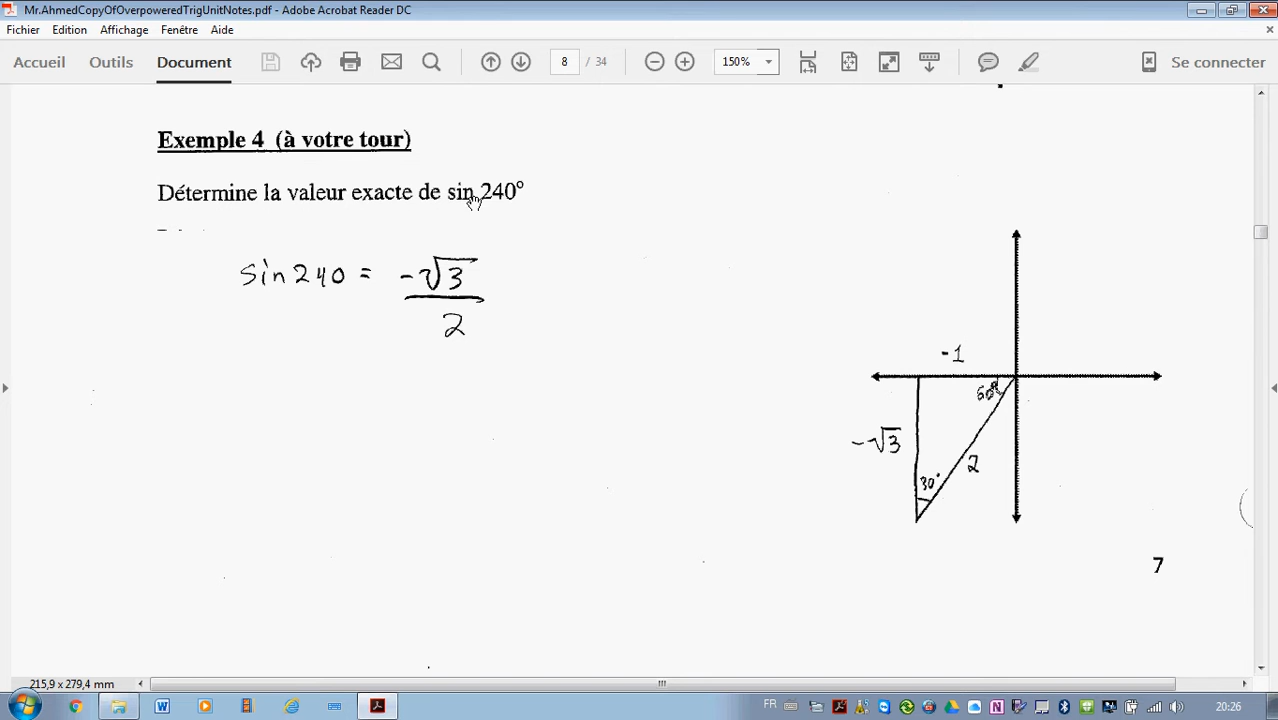 Mr.AhmedCopyOfOverpoweredTrigUnitNotes.pdf - Adobe Acrobat Reader DC
Fichier Edition Affichage Fenêtre Aide
Accueil Outils Document 8 / 34 150% Se connecter
Exemple 4 (à votre tour)
Détermine la valeur exacte de sin 240°
sin 240 = -√3
2
-1
60°
-√3
2
30°
7
215,9 x 279,4 mm
FR 20:26